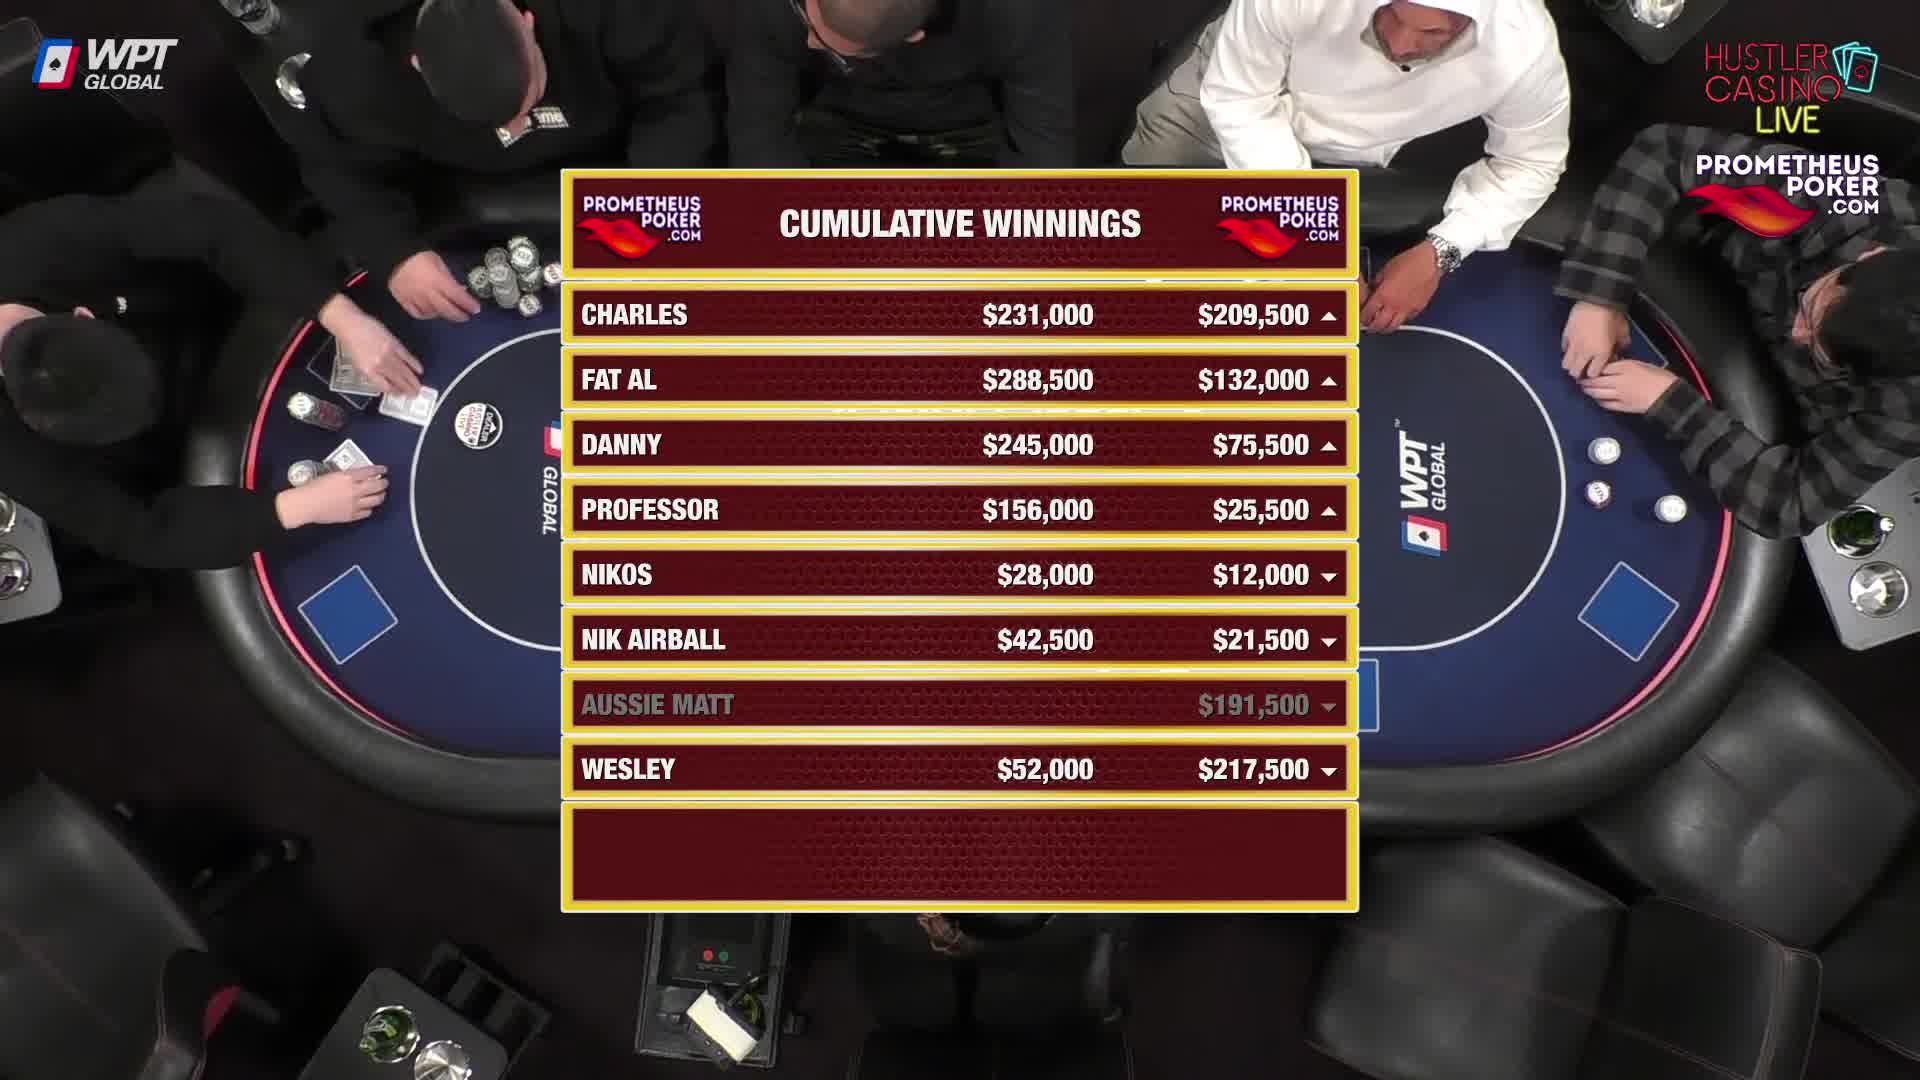 WPT
GLOBAL
HUSTLER
CASINO
LIVE
PROMETHEUS
POKER
.COM
PROMETHEUS
POKER
.COM
CUMULATIVE WINNINGS
PROMETHEUS
POKER
.COM
CHARLES $231,000 $209,500
FAT AL $288,500 $132,000
DANNY $245,000 $75,500
PROFESSOR $156,000 $25,500
NIKOS $28,000 $12,000
NIK AIRBALL $42,500 $21,500
AUSSIE MATT $191,500
WESLEY $52,000 $217,500
DEALER
GLOBAL
WPT™
GLOBAL